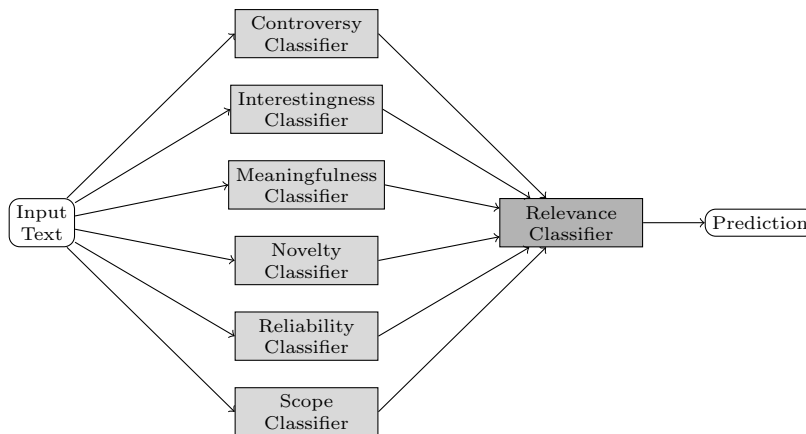 Controversy
Classifier
Interestingness
Classifier
Meaningfulness
Classifier
Input
Text
Relevance
Classifier
Prediction
Novelty
Classifier
Reliability
Classifier
Scope
Classifier